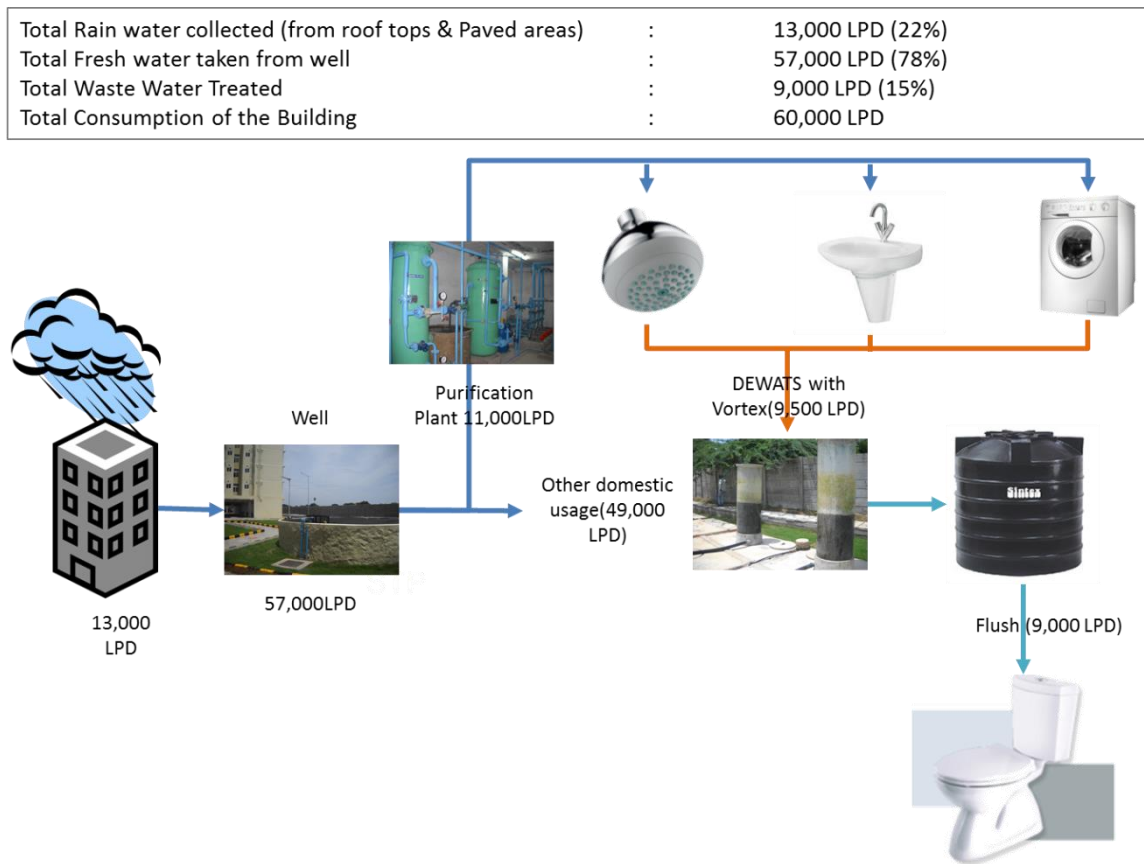 Total Rain water collected (from roof tops & Paved areas) : 13,000 LPD (22%)
Total Fresh water taken from well : 57,000 LPD (78%)
Total Waste Water Treated : 9,000 LPD (15%)
Total Consumption of the Building : 60,000 LPD
Purification
Plant 11,000LPD
DEWATS with
Vortex(9,500 LPD)
Well
Other domestic
usage(49,000
LPD)
Sintex
57,000LPD
13,000
LPD
Flush (9,000 LPD)